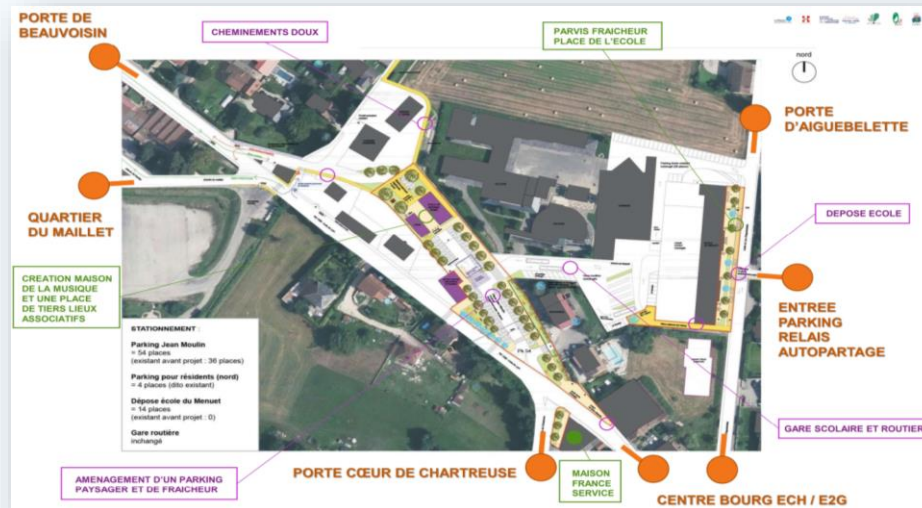 PORTE DE
BEAUVOISIN
CHEMINEMENTS DOUX
PARVIS FRAICHEUR
PLACE DE L'ECOLE
nord
PORTE
D'AIGUEBELETTE
QUARTIER
DU MAILLET
DEPOSE ECOLE
CREATION MAISON
DE LA MUSIQUE
ET UNE PLACE
DE TIERS LIEUX
ASSOCIATIFS
ENTREE
PARKING
RELAIS
AUTOPARTAGE
STATIONNEMENT :
Parking Jean Moulin
= 54 places
(existant avant projet : 36 places)
Parking pour résidents (nord)
= 4 places (dito existant)
Dépose école du Menuet
= 14 places
(existant avant projet : 0)
Gare routière
inchangé
GARE SCOLAIRE ET ROUTIER
AMENAGEMENT D'UN PARKING
PAYSAGER ET DE FRAICHEUR
PORTE CŒUR DE CHARTREUSE
MAISON
FRANCE
SERVICE
CENTRE BOURG ECH / E2G